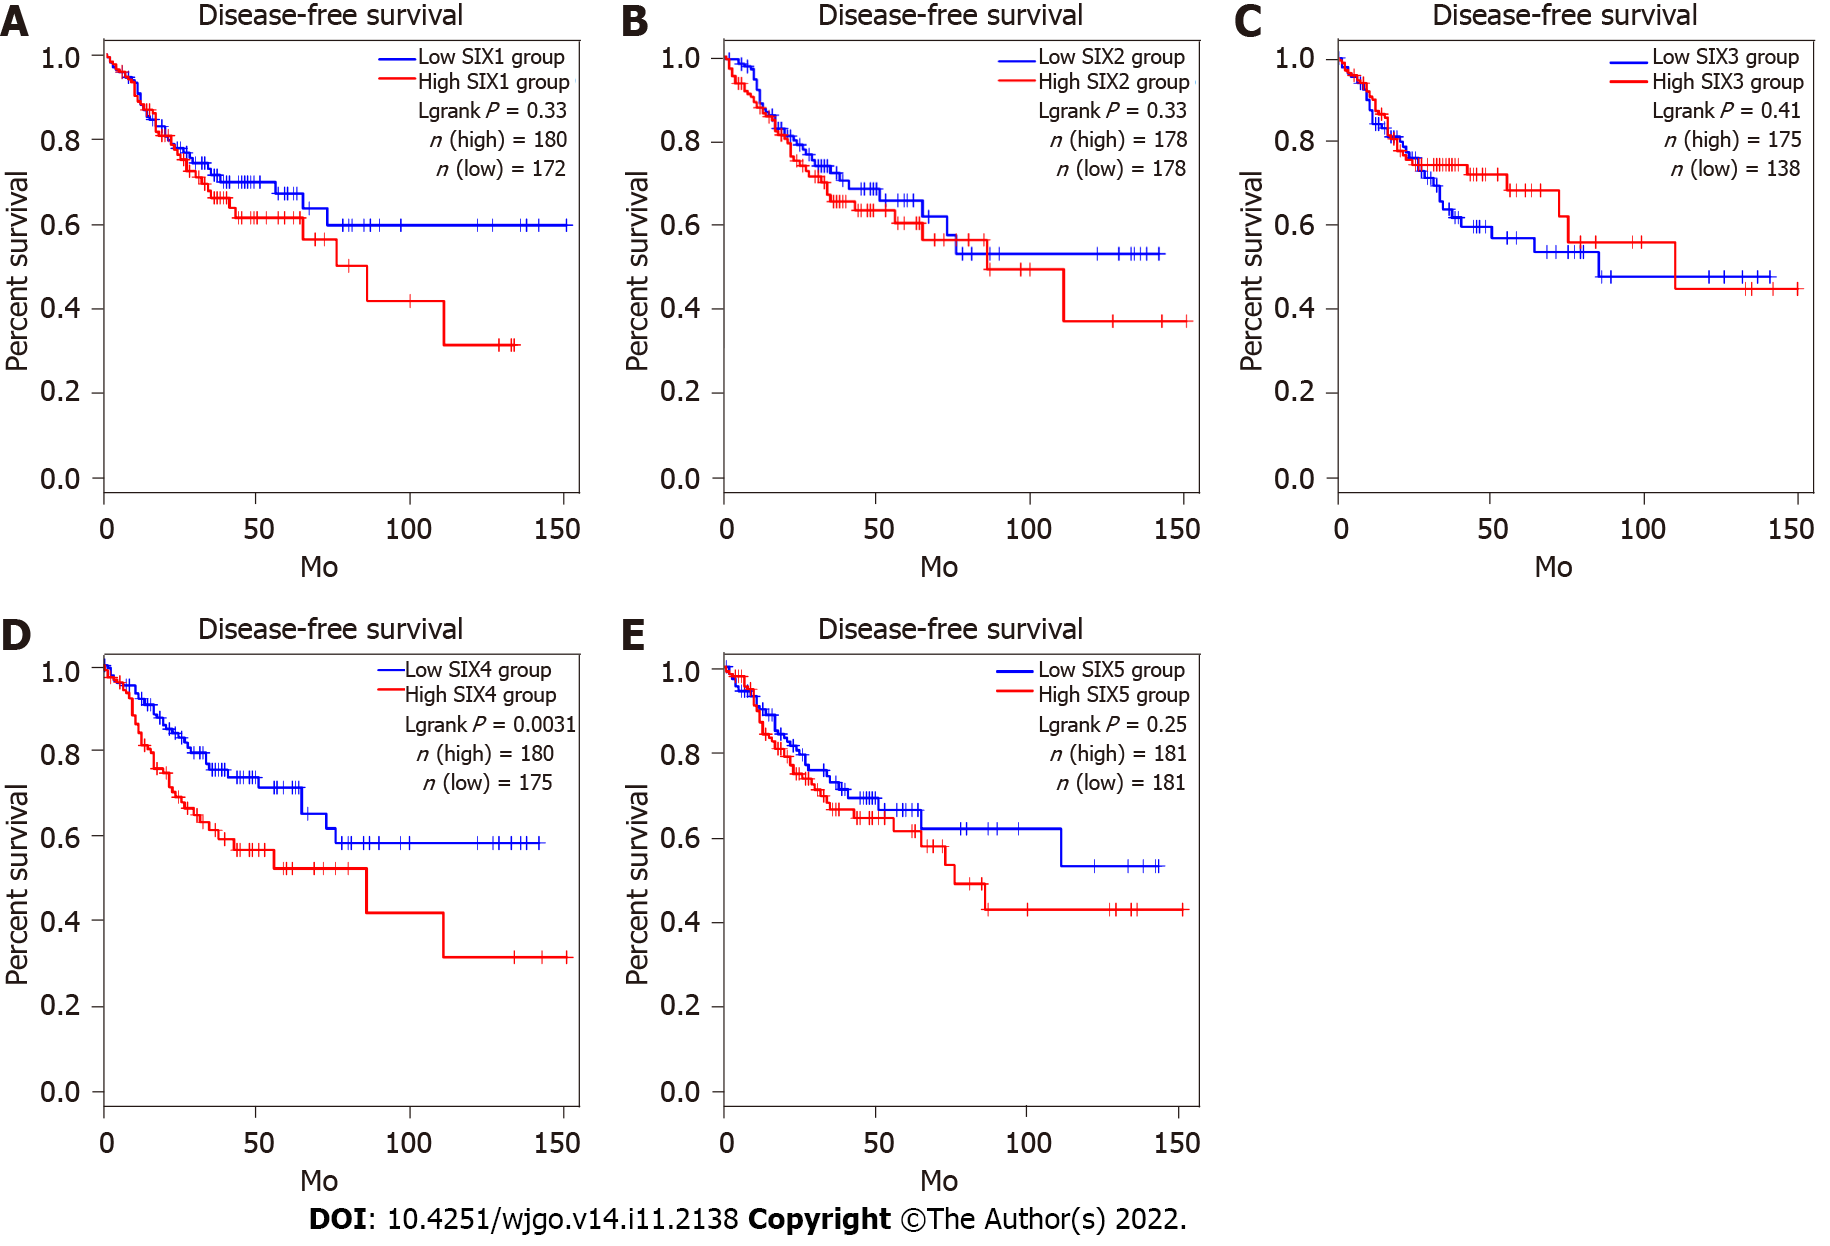 A
Disease-free survival
Low SIX1 group
High SIX1 group
Lgrank P = 0.33
n (high) = 180
n (low) = 172
Percent survival
1.0
0.8
0.6
0.4
0.2
0.0
0 50 100 150
Mo
B
Disease-free survival
Low SIX2 group
High SIX2 group
Lgrank P = 0.33
n (high) = 178
n (low) = 178
Percent survival
1.0
0.8
0.6
0.4
0.2
0.0
0 50 100 150
Mo
C
Disease-free survival
Low SIX3 group
High SIX3 group
Lgrank P = 0.41
n (high) = 175
n (low) = 138
Percent survival
1.0
0.8
0.6
0.4
0.2
0.0
0 50 100 150
Mo
D
Disease-free survival
Low SIX4 group
High SIX4 group
Lgrank P = 0.0031
n (high) = 180
n (low) = 175
Percent survival
1.0
0.8
0.6
0.4
0.2
0.0
0 50 100 150
Mo
E
Disease-free survival
Low SIX5 group
High SIX5 group
Lgrank P = 0.25
n (high) = 181
n (low) = 181
Percent survival
1.0
0.8
0.6
0.4
0.2
0.0
0 50 100 150
Mo
DOI: 10.4251/wjgo.v14.i11.2138 Copyright ©The Author(s) 2022.